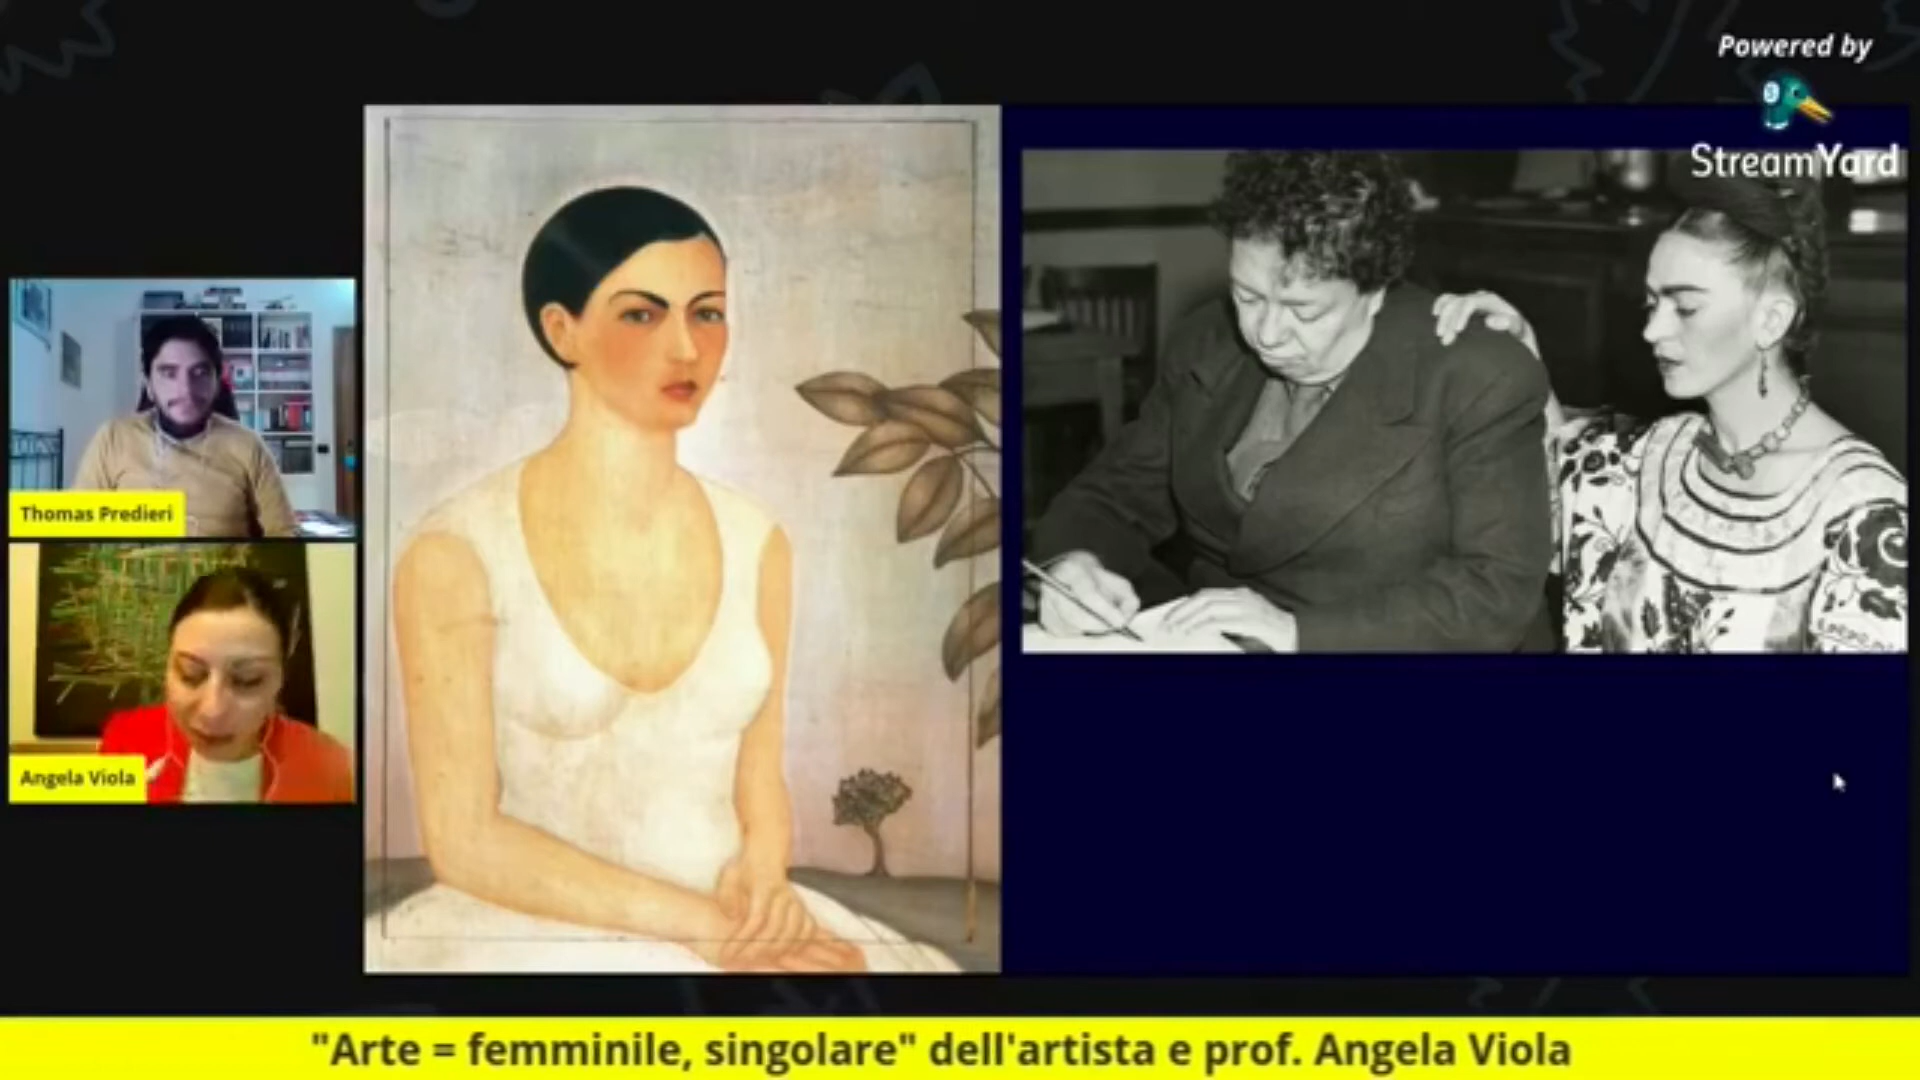 Powered by
StreamYard
Thomas Predieri
Angela Viola
"Arte = femminile, singolare" dell'artista e prof. Angela Viola